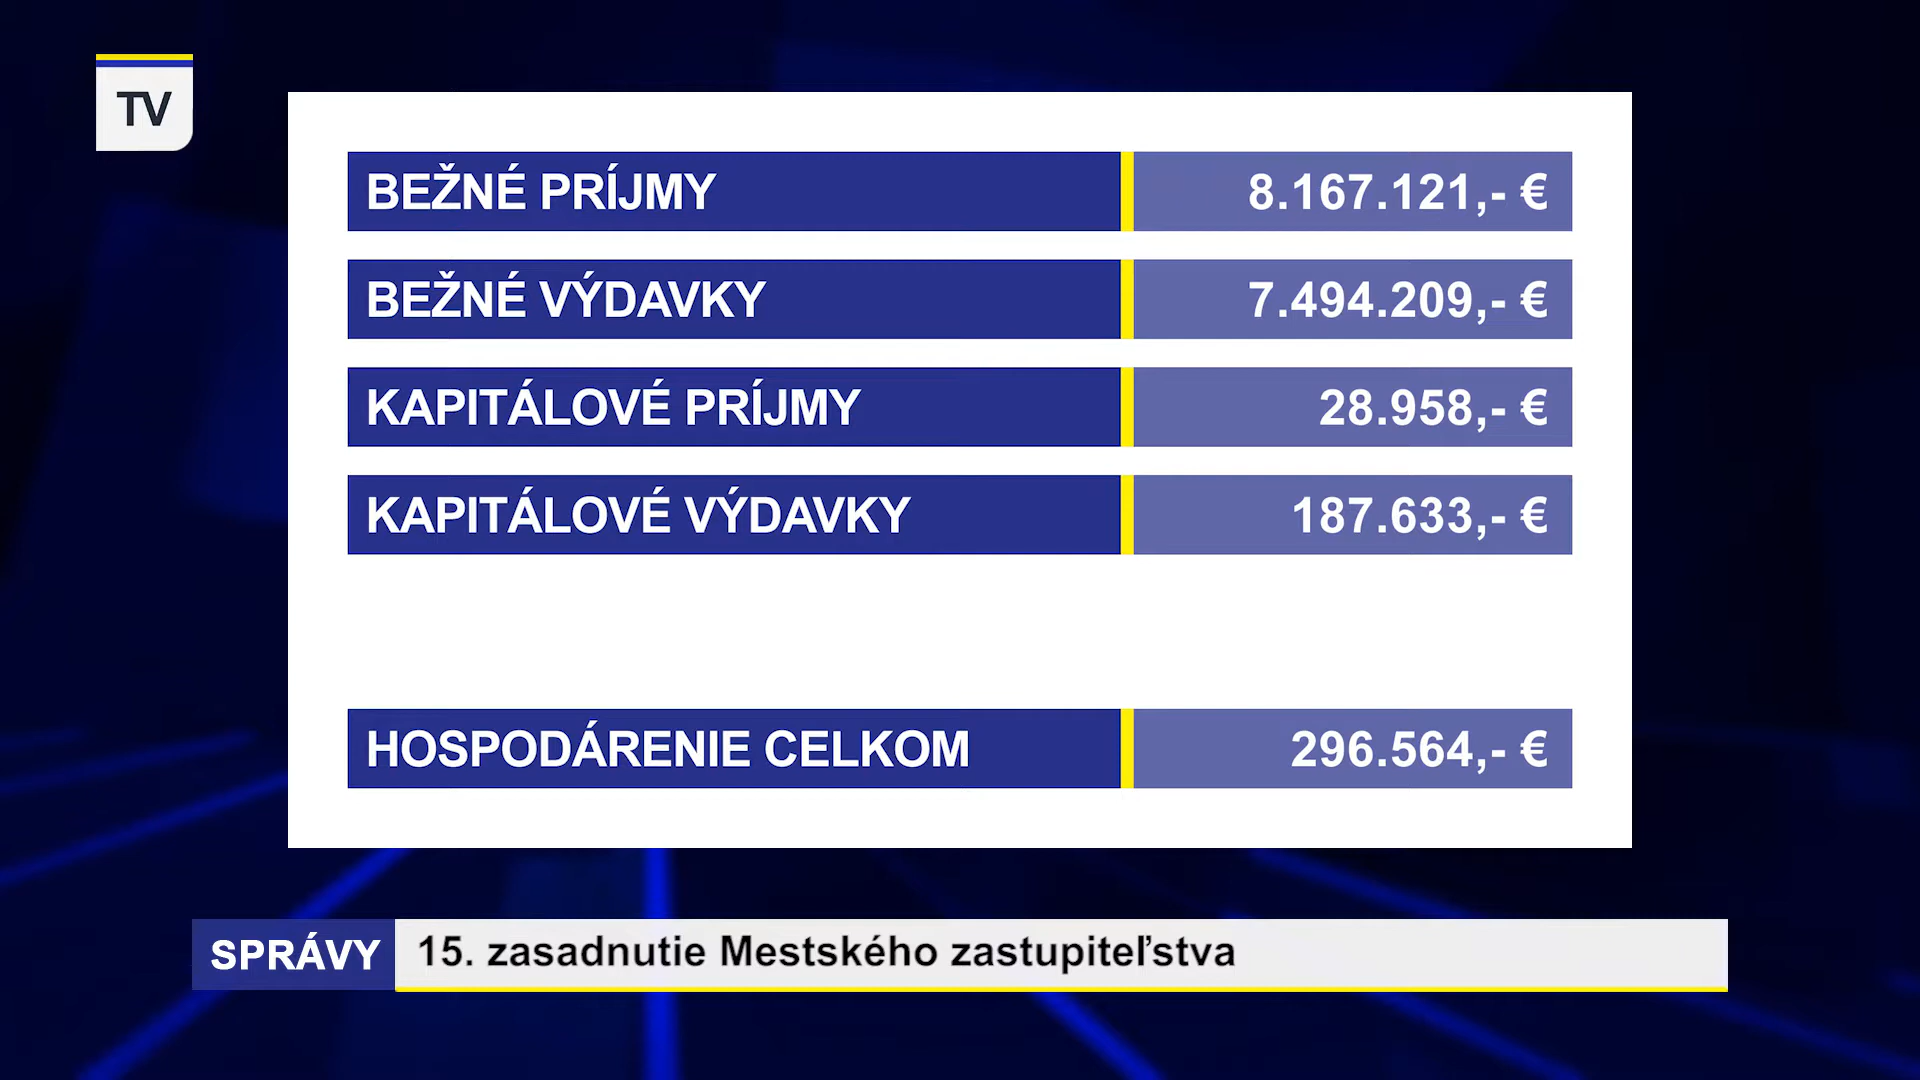 TV
BEŽNÉ PRÍJMY 8.167.121,- €
BEŽNÉ VÝDAVKY 7.494.209,- €
KAPITÁLOVÉ PRÍJMY 28.958,- €
KAPITÁLOVÉ VÝDAVKY 187.633,- €
HOSPODÁRENIE CELKOM 296.564,- €
SPRÁVY 15. zasadnutie Mestského zastupiteľstva